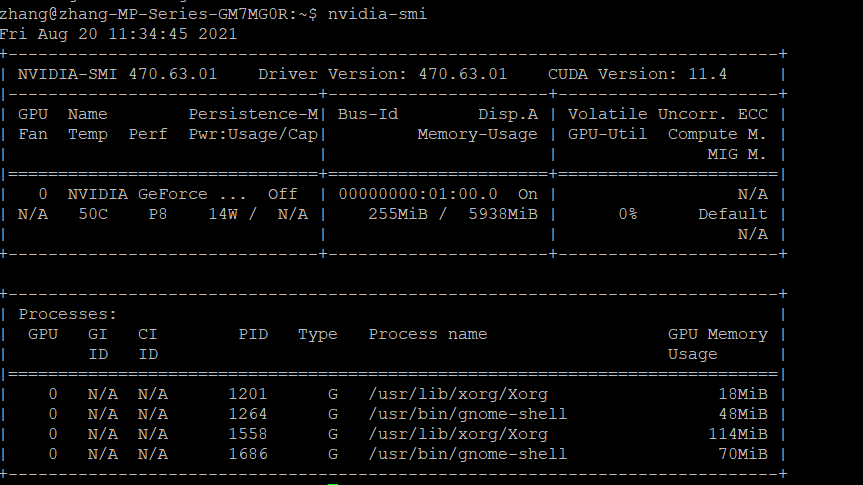 zhang@zhang-MP-Series-GM7MG0R:~$ nvidia-smi
Fri Aug 20 11:34:45 2021
+-----------------------------------------------------------------------------+
| NVIDIA-SMI 470.63.01    Driver Version: 470.63.01    CUDA Version: 11.4     |
|-------------------------------+----------------------+----------------------+
| GPU  Name        Persistence-M| Bus-Id        Disp.A | Volatile Uncorr. ECC |
| Fan  Temp  Perf  Pwr:Usage/Cap|         Memory-Usage | GPU-Util  Compute M. |
|                               |                      |               MIG M. |
|===============================+======================+======================|
|   0  NVIDIA GeForce ...  Off  | 00000000:01:00.0  On |                  N/A |
| N/A   50C    P8    14W /  N/A |    255MiB /  5938MiB |      0%      Default |
|                               |                      |                  N/A |
+-------------------------------+----------------------+----------------------+

+-----------------------------------------------------------------------------+
| Processes:                                                                  |
|  GPU   GI   CI        PID   Type   Process name                  GPU Memory |
|        ID   ID                                                   Usage      |
|=============================================================================|
|    0   N/A  N/A      1201      G   /usr/lib/xorg/Xorg                 18MiB |
|    0   N/A  N/A      1264      G   /usr/bin/gnome-shell               48MiB |
|    0   N/A  N/A      1558      G   /usr/lib/xorg/Xorg                114MiB |
|    0   N/A  N/A      1686      G   /usr/bin/gnome-shell               70MiB |
+-----------------------------------------------------------------------------+